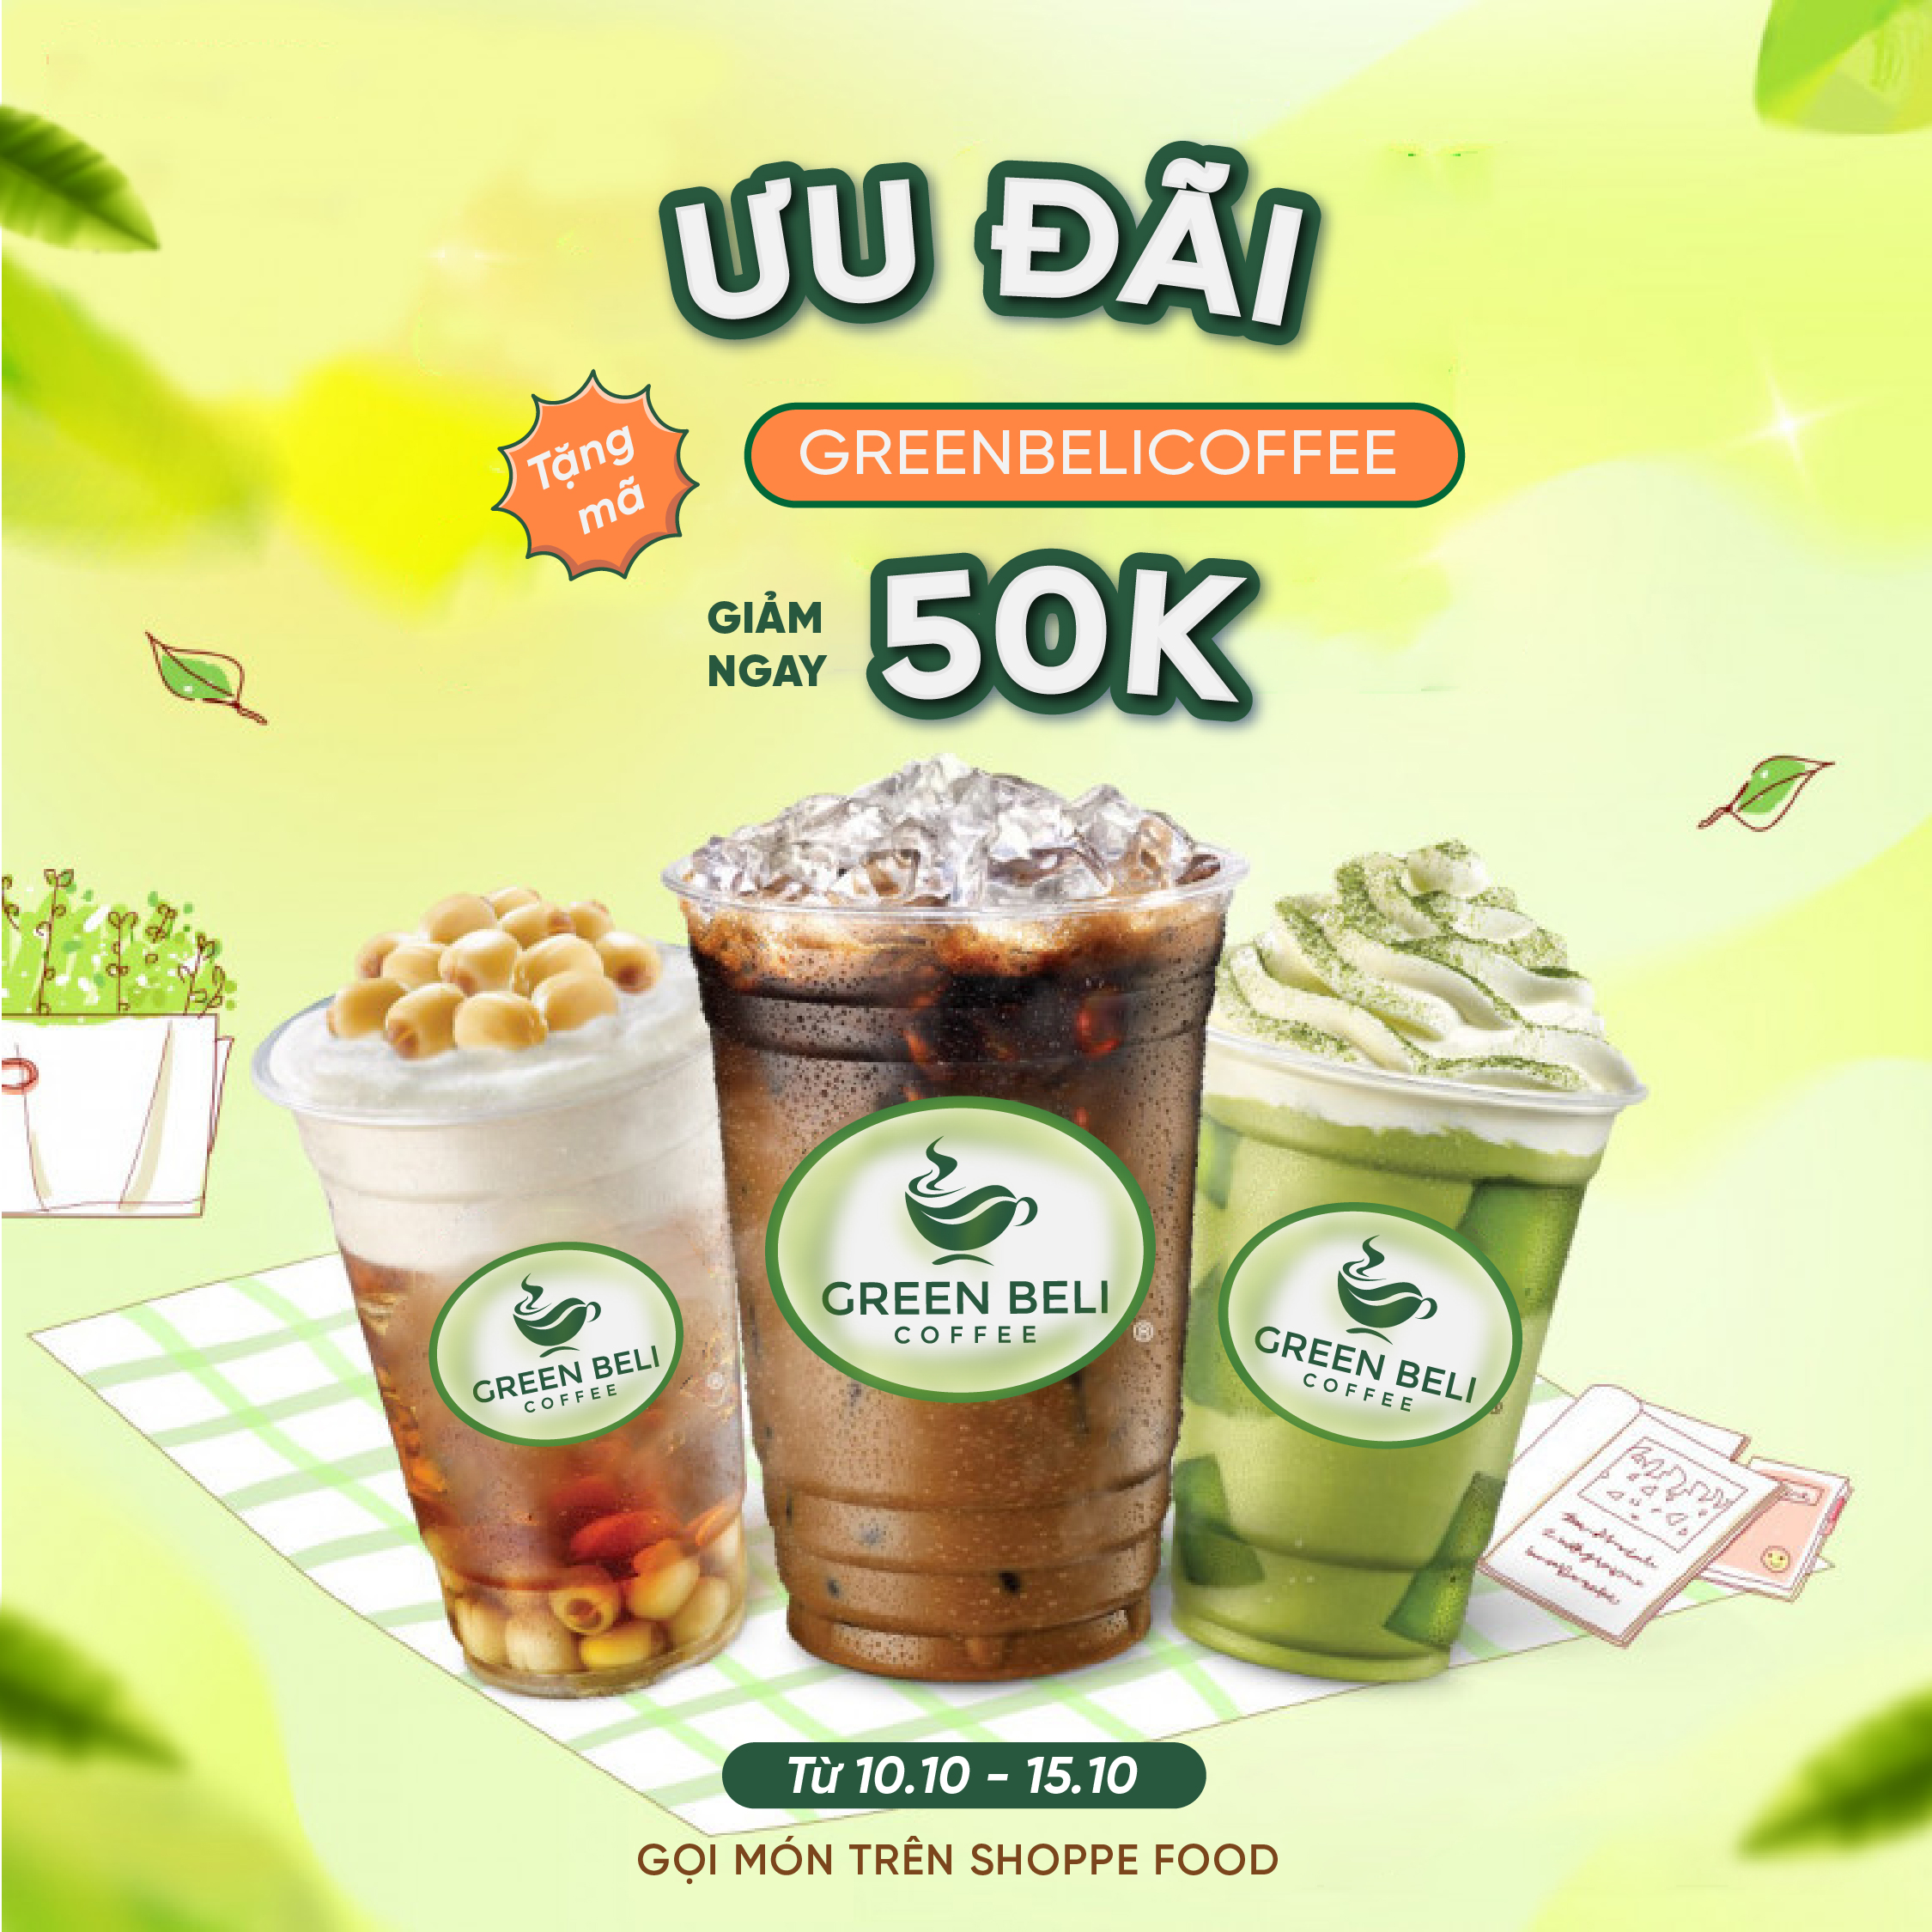 ƯU ĐÃI
Tặng
mã
GREENBELICOFFEE
GIẢM
NGAY
50K
GREEN BELI
COFFEE
GREEN BELI
COFFEE
GREEN BELI
COFFEE
Từ 10.10 - 15.10
GỌI MÓN TRÊN SHOPPE FOOD